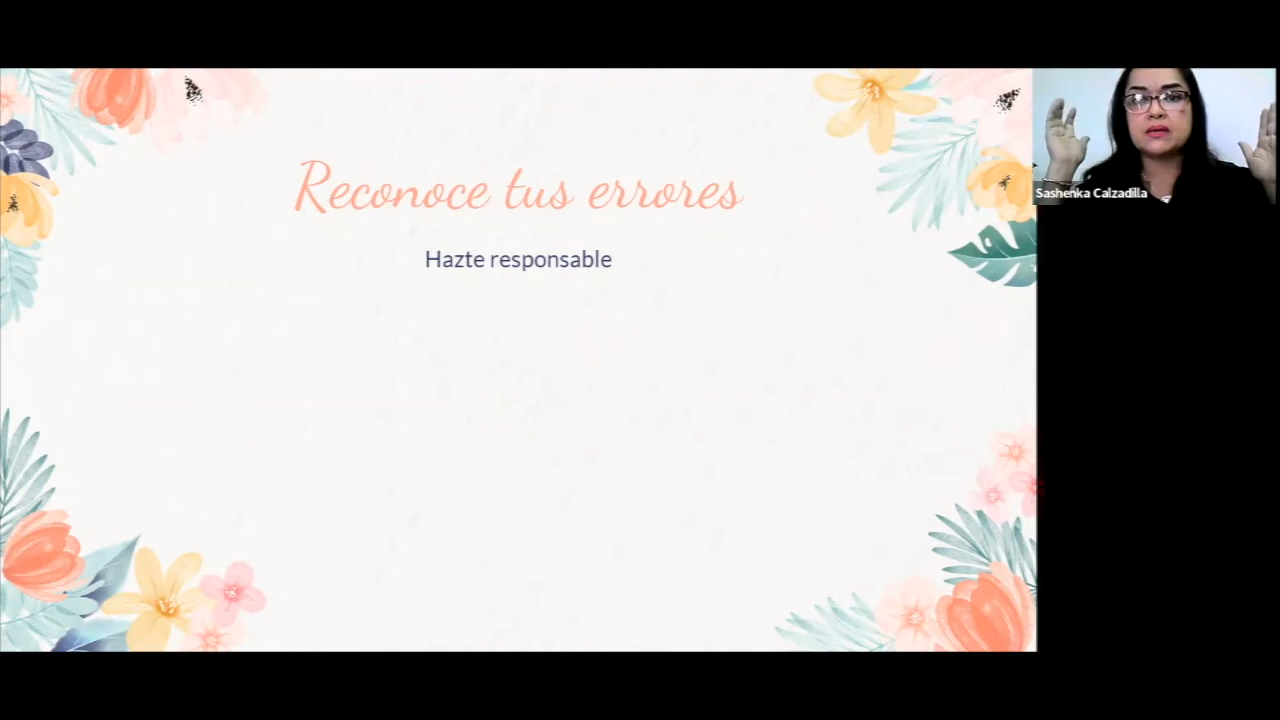 Reconoce tus errores
Hazte responsable
Sashenka Calzadilla